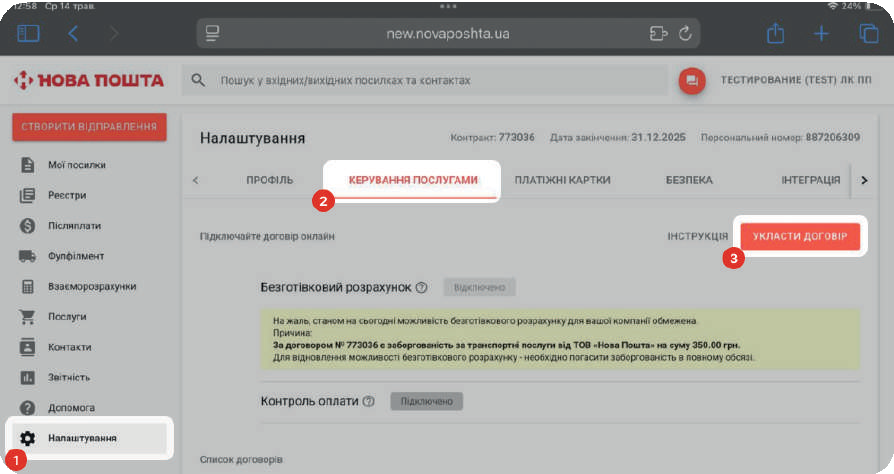 12:58 Ср 14 трав.
24%
new.novaposhta.ua
НОВА ПОШТА
Пошук у вхідних/вихідних посилках та контактах
ТЕСТИРОВАНИЕ (TEST) ЛК ПП
СТВОРИТИ ВІДПРАВЛЕННЯ
Мої посилки
Реєстри
Післяплати
Фулфілмент
Взаєморозрахунки
Послуги
Контакти
Звітність
Допомога
Налаштування
1
Налаштування
Контракт: 773036 Дата закінчення: 31.12.2025 Персональний номер: 887206309
ПРОФІЛЬ
КЕРУВАННЯ ПОСЛУГАМИ
ПЛАТІЖНІ КАРТКИ
БЕЗПЕКА
ІНТЕГРАЦІЯ
2
Підключайте договір онлайн
ІНСТРУКЦІЯ
УКЛАСТИ ДОГОВІР
3
Безготівковий розрахунок
Відключено
На жаль, станом на сьогодні можливість безготівкового розрахунку для вашої компанії обмежена.
Причина:
За договором № 773036 є заборгованість за транспортні послуги від ТОВ «Нова Пошта» на суму 350.00 грн.
Для відновлення можливості безготівкового розрахунку - необхідно погасити заборгованість в повному обсязі.
Контроль оплати
Підключено
Список договорів